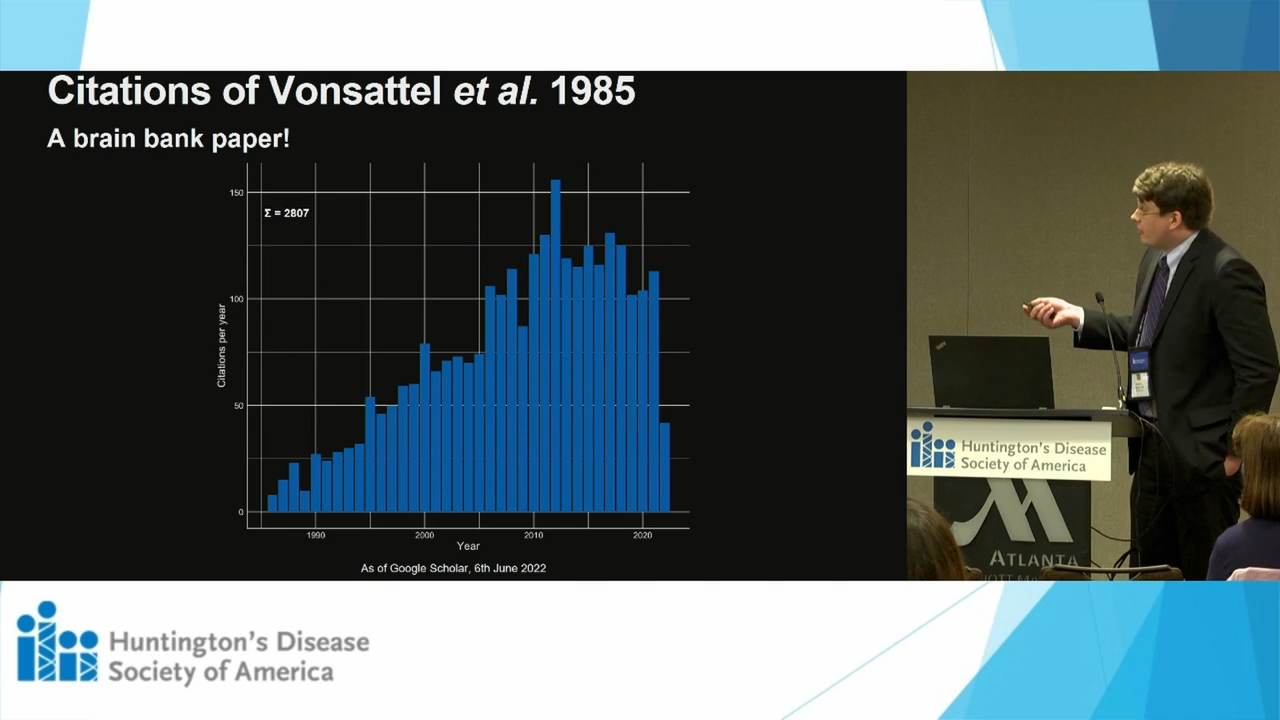 Citations of Vonsattel et al. 1985
A brain bank paper!
150
Σ = 2807
100
Citations per year
50
0
1990
2000
2010
2020
Year
As of Google Scholar, 6th June 2022
Huntington's Disease
Society of America
ATLANTA
Huntington's Disease
Society of America